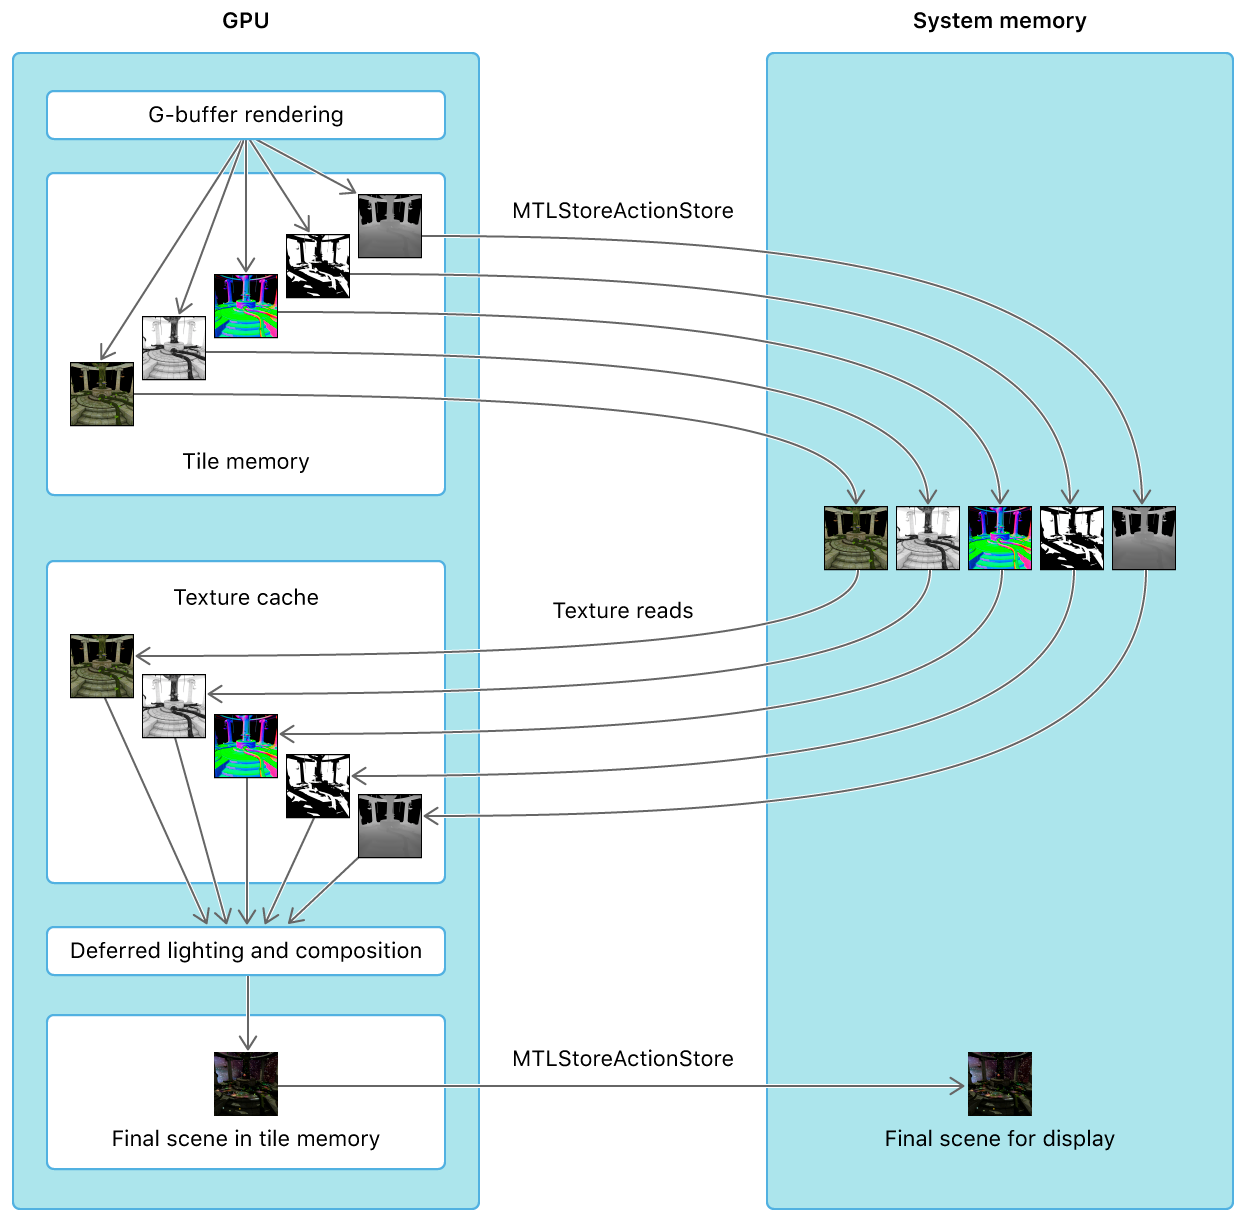 GPU
System memory
G-buffer rendering
MTLStoreActionStore
Tile memory
Texture cache
Texture reads
Deferred lighting and composition
MTLStoreActionStore
Final scene in tile memory
Final scene for display